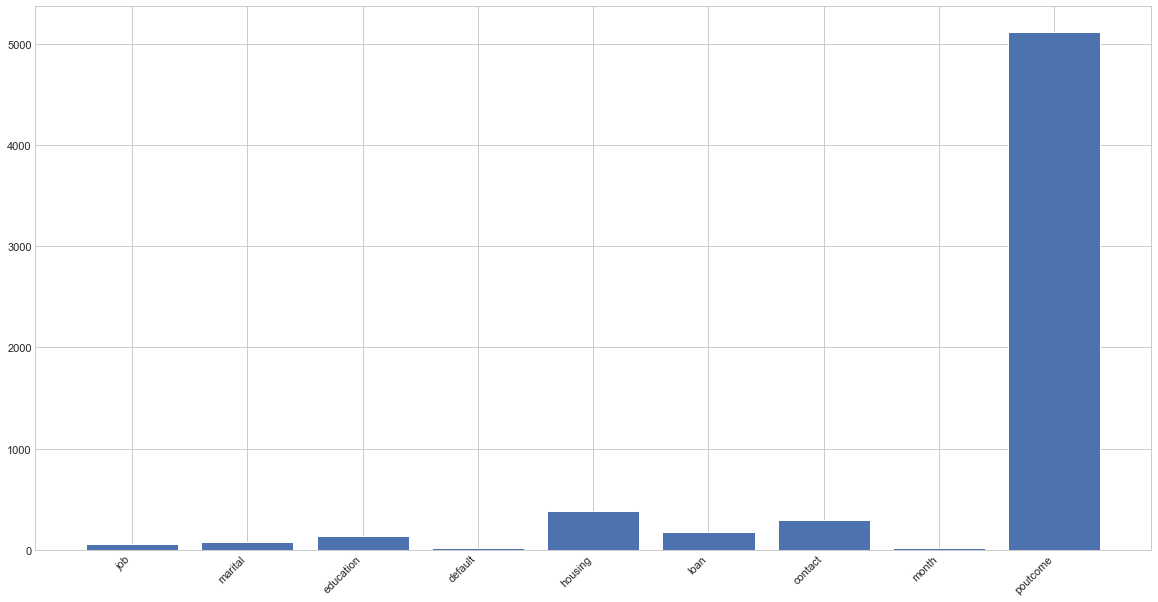 5000
4000
3000
2000
1000
0
job
marital
education
default
housing
loan
contact
month
poutcome